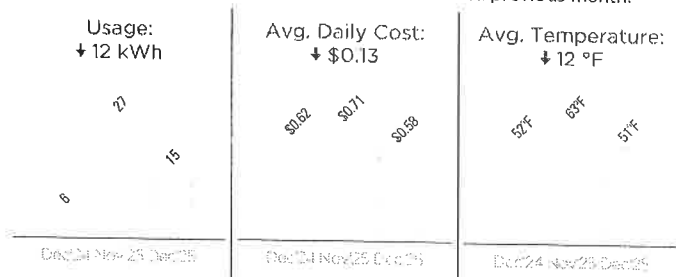 previous month.
Usage:
↓ 12 kWh
27
15
6
Dec'24 Nov'25 Dec'25
Avg. Daily Cost:
↓ $0.13
$0.62
$0.71
$0.58
Dec'24 Nov'25 Dec'25
Avg. Temperature:
↓ 12 °F
52°F
63°F
51°F
Dec'24 Nov'25 Dec'25